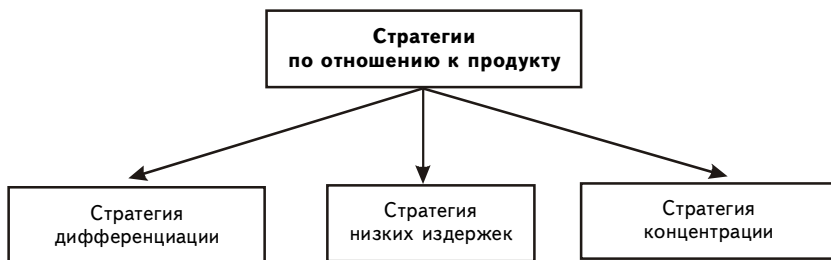 Стратегии
по отношению к продукту
Стратегия
дифференциации
Стратегия
низких издержек
Стратегия
концентрации